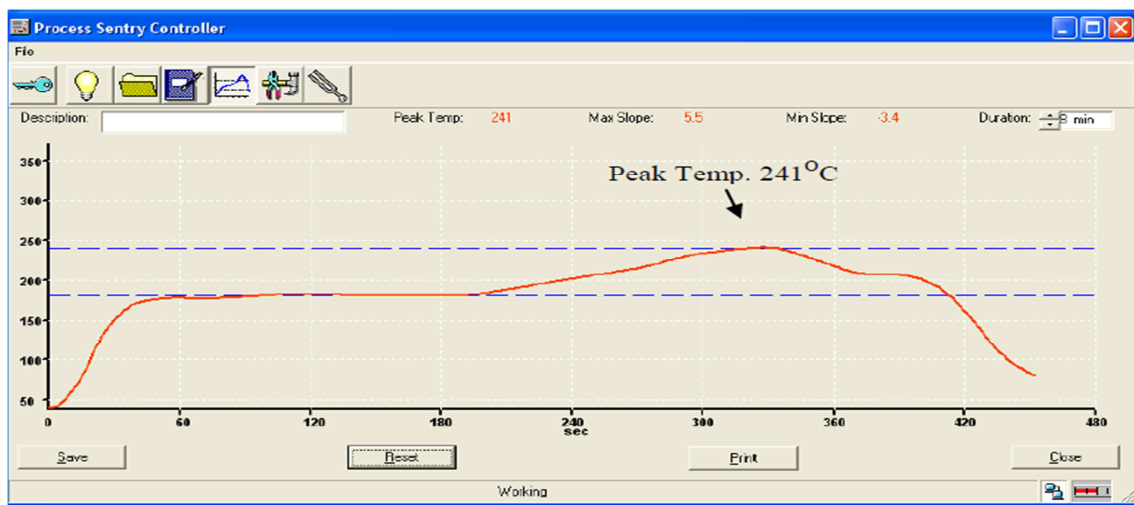 Process Sentry Controller
File
Description: Peak Temp: 241 Max Slope: 5.5 Min Slope: -3.4 Duration: 8 min
Peak Temp. 241°C
350
300
250
200
150
100
50
0 60 120 180 240 300 360 420 480
sec
Save Reset Print Close
Working